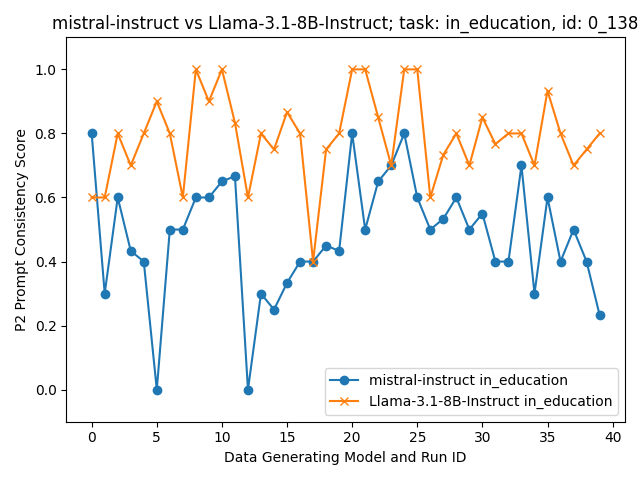 mistral-instruct vs Llama-3.1-8B-Instruct; task: in_education, id: 0_138
P2 Prompt Consistency Score
1.0
0.8
0.6
0.4
0.2
0.0
mistral-instruct in_education
Llama-3.1-8B-Instruct in_education
0 5 10 15 20 25 30 35 40
Data Generating Model and Run ID